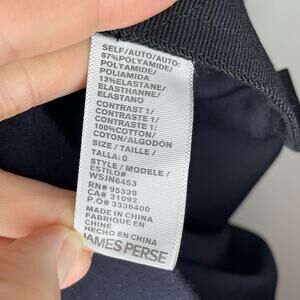 SELF/AUTO/AUTO:
87%POLYAMIDE/
POLYAMIDE/
POLIAMIDA
13%ELASTANE/
ELASTHANNE/
ELASTANO
CONTRAST 1/
CONTRASTE 1/
CONTRASTE 1:
100%COTTON/
COTON/ALGODÓN
SIZE / TAILLE /
TALLA: 0
STYLE / MODELE /
ESTILO#
WSJN6453
RN# 95339
CA# 31092
P.O# 3336400
MADE IN CHINA
FABRIQUE EN
CHINE
HECHO EN CHINA
JAMES PERSE